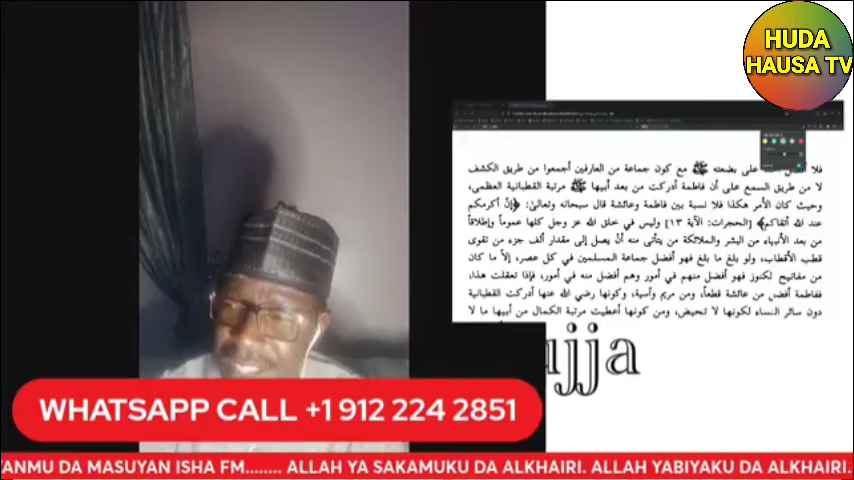 HUDA
HAUSA TV
فلا على بضعته ﷺ مع كون جماعة من العارفين أجمعوا من طريق الكشف
لا من طريق السمع على أن فاطمة أدركت من بعد أبيها ﷺ مرتبة القطبانية العظمى،
وحيث كان الأمر هكذا فلا نسبة بين فاطمة وعائشة قال سبحانه وتعالى: ﴿إنّ أكرمكم
عند الله أتقاكم﴾ [الحجرات: الآية ١٣] وليس في خلق الله عز وجل كلها عموماً وإطلاقاً
من بعد الأنبياء من البشر والملائكة من يتأتى منه أن يصل إلى مقدار ألف جزء من تقوى
قطب الأقطاب، ولو بلغ ما بلغ فهو أفضل جماعة المسلمين في كل عصر، إلاّ ما كان
من مفاتيح لكنوز فهو أفضل منهم في أمور وهم أفضل منه في أمور، فإذا تعقلت هذا،
ففاطمة أفضل من عائشة قطعاً، ومن مريم وآسية، وكونها رضي الله عنها أدركت القطبانية
دون سائر النساء لكونها لا تحيض، ومن كونها أعطيت مرتبة الكمال من أبيها ما لا
ujja
WHATSAPP CALL +1 912 224 2851
YANMU DA MASUYAN ISHA FM........ ALLAH YA SAKAMUKU DA ALKHAIRI. ALLAH YABIYAKU DA ALKHAIRI.